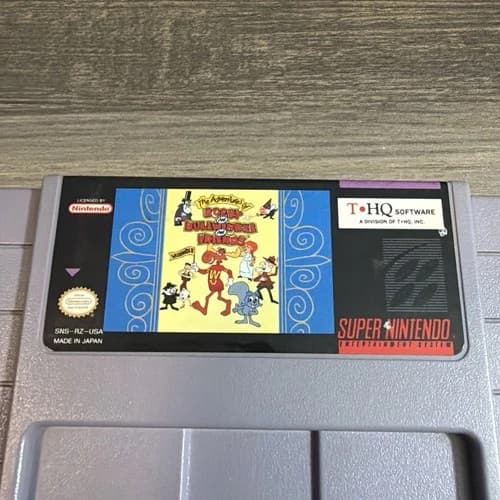 LICENSED BY
Nintendo
The Adventures of
ROCKY
and
BULLWINKLE
and
FRIENDS
T•HQ SOFTWARE
A DIVISION OF T•HQ, INC.
SNS-RZ-USA
MADE IN JAPAN
SUPER NINTENDO
ENTERTAINMENT SYSTEM